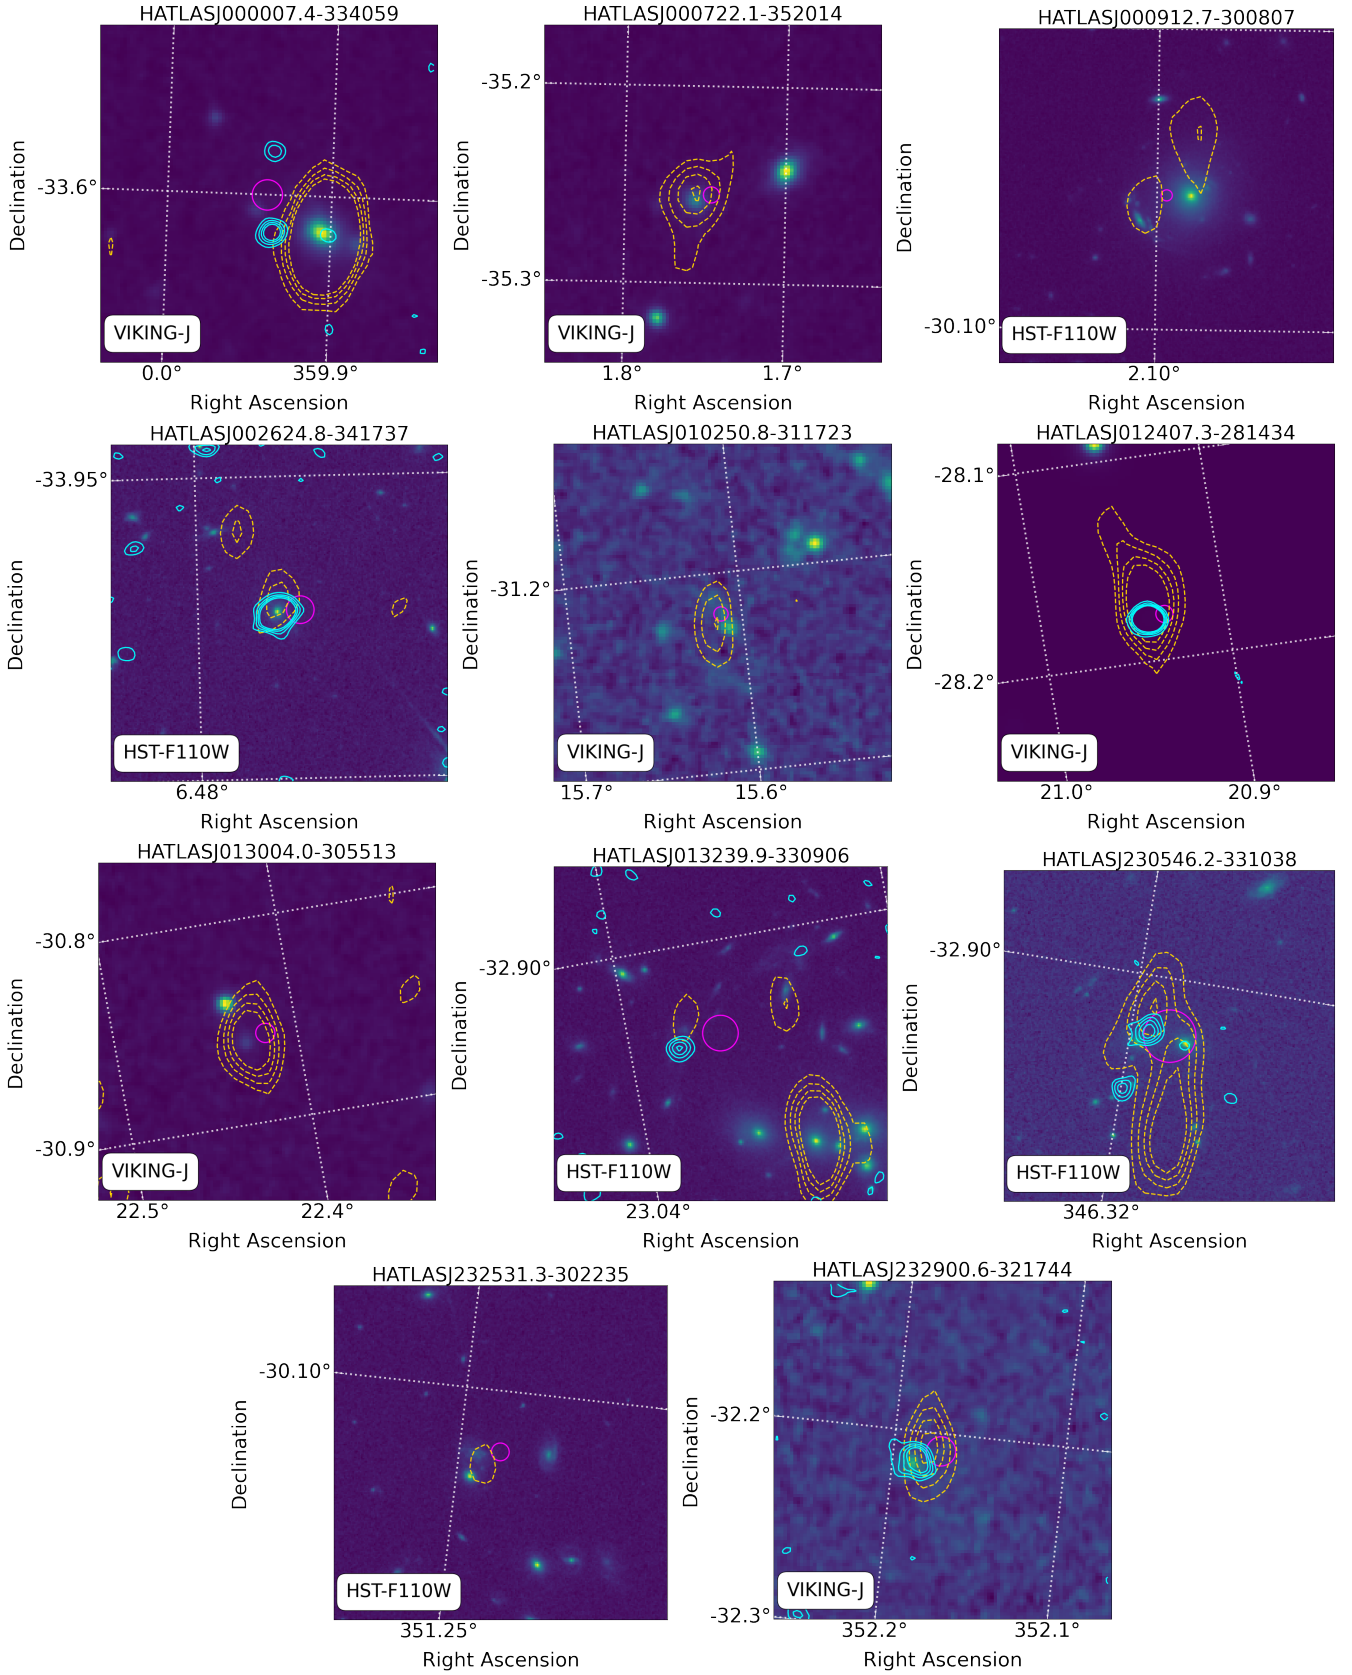 HATLASJ000007.4-334059
HATLASJ000722.1-352014
HATLASJ000912.7-300807
Declination
-33.6°
VIKING-J
0.0°
359.9°
Right Ascension
Declination
-35.2°
-35.3°
VIKING-J
1.8°
1.7°
Right Ascension
Declination
-30.10°
HST-F110W
2.10°
Right Ascension
HATLASJ002624.8-341737
HATLASJ010250.8-311723
HATLASJ012407.3-281434
Declination
-33.95°
HST-F110W
6.48°
Right Ascension
Declination
-31.2°
VIKING-J
15.7°
15.6°
Right Ascension
Declination
-28.1°
-28.2°
VIKING-J
21.0°
20.9°
Right Ascension
HATLASJ013004.0-305513
HATLASJ013239.9-330906
HATLASJ230546.2-331038
Declination
-30.8°
-30.9°
VIKING-J
22.5°
22.4°
Right Ascension
Declination
-32.90°
HST-F110W
23.04°
Right Ascension
Declination
-32.90°
HST-F110W
346.32°
Right Ascension
HATLASJ232531.3-302235
HATLASJ232900.6-321744
Declination
-30.10°
HST-F110W
351.25°
Right Ascension
Declination
-32.2°
-32.3°
VIKING-J
352.2°
352.1°
Right Ascension